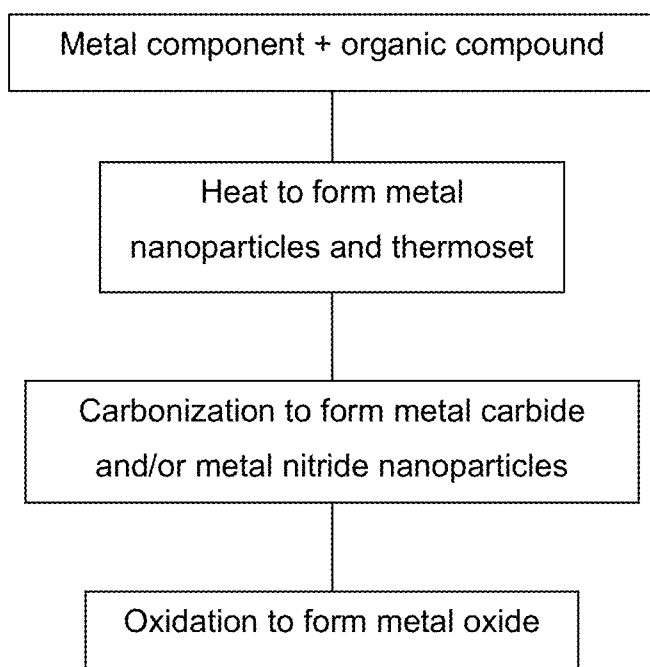 Metal component + organic compound
Heat to form metal
nanoparticles and thermoset
Carbonization to form metal carbide
and/or metal nitride nanoparticles
Oxidation to form metal oxide